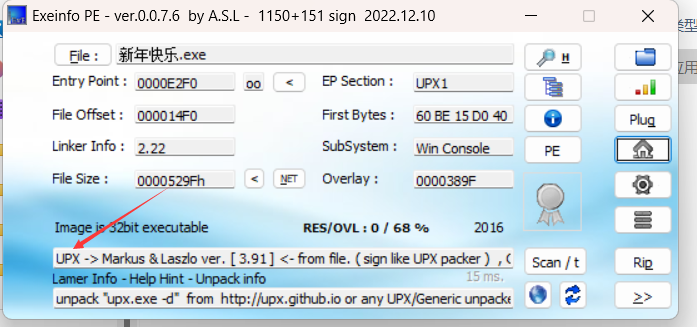 Exeinfo PE - ver.0.0.7.6 by A.S.L - 1150+151 sign 2022.12.10
类型
File : 新年快乐.exe H
Entry Point : 0000E2F0 oo < EP Section : UPX1
应用
File Offset : 000014F0 First Bytes : 60 BE 15 D0 40 Plug
Linker Info : 2.22 SubSystem : Win Console PE
File Size : 0000529Fh < NET Overlay : 0000389F
Image is 32bit executable RES/OVL : 0 / 68 % 2016
UPX -> Markus & Laszlo ver. [ 3.91 ] <- from file. ( sign like UPX packer ) , Scan / t Rip
Lamer Info - Help Hint - Unpack info 15 ms.
unpack "upx.exe -d" from http://upx.github.io or any UPX/Generic unpacke >>